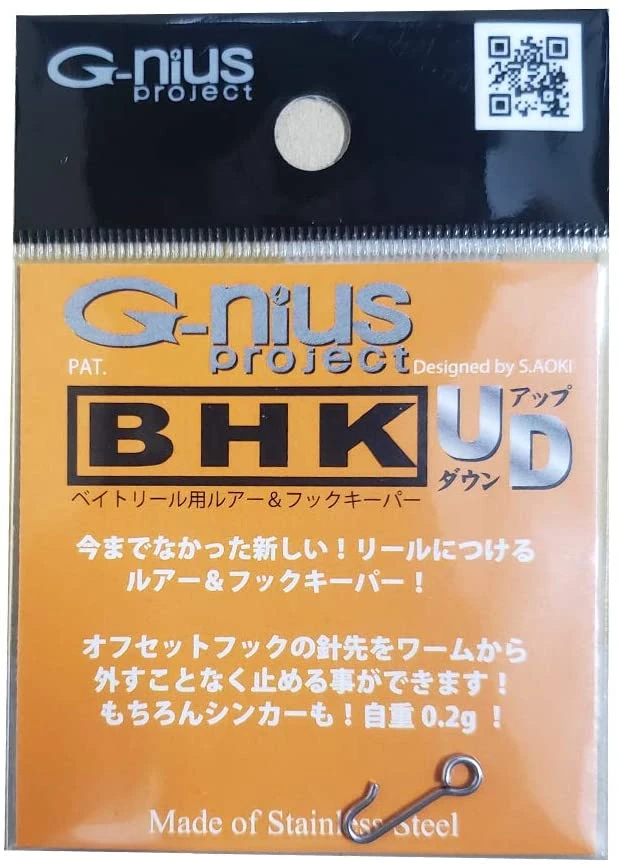 G-nius
project
G-nius
project
PAT.
Designed by S.AOKI
BHK UD
アップ
ダウン
ベイトリール用ルアー＆フックキーパー
今までなかった新しい！リールにつける
ルアー＆フックキーパー！
オフセットフックの針先をワームから
外すことなく止める事ができます！
もちろんシンカーも！自重 0.2g ！
Made of Stainless Steel